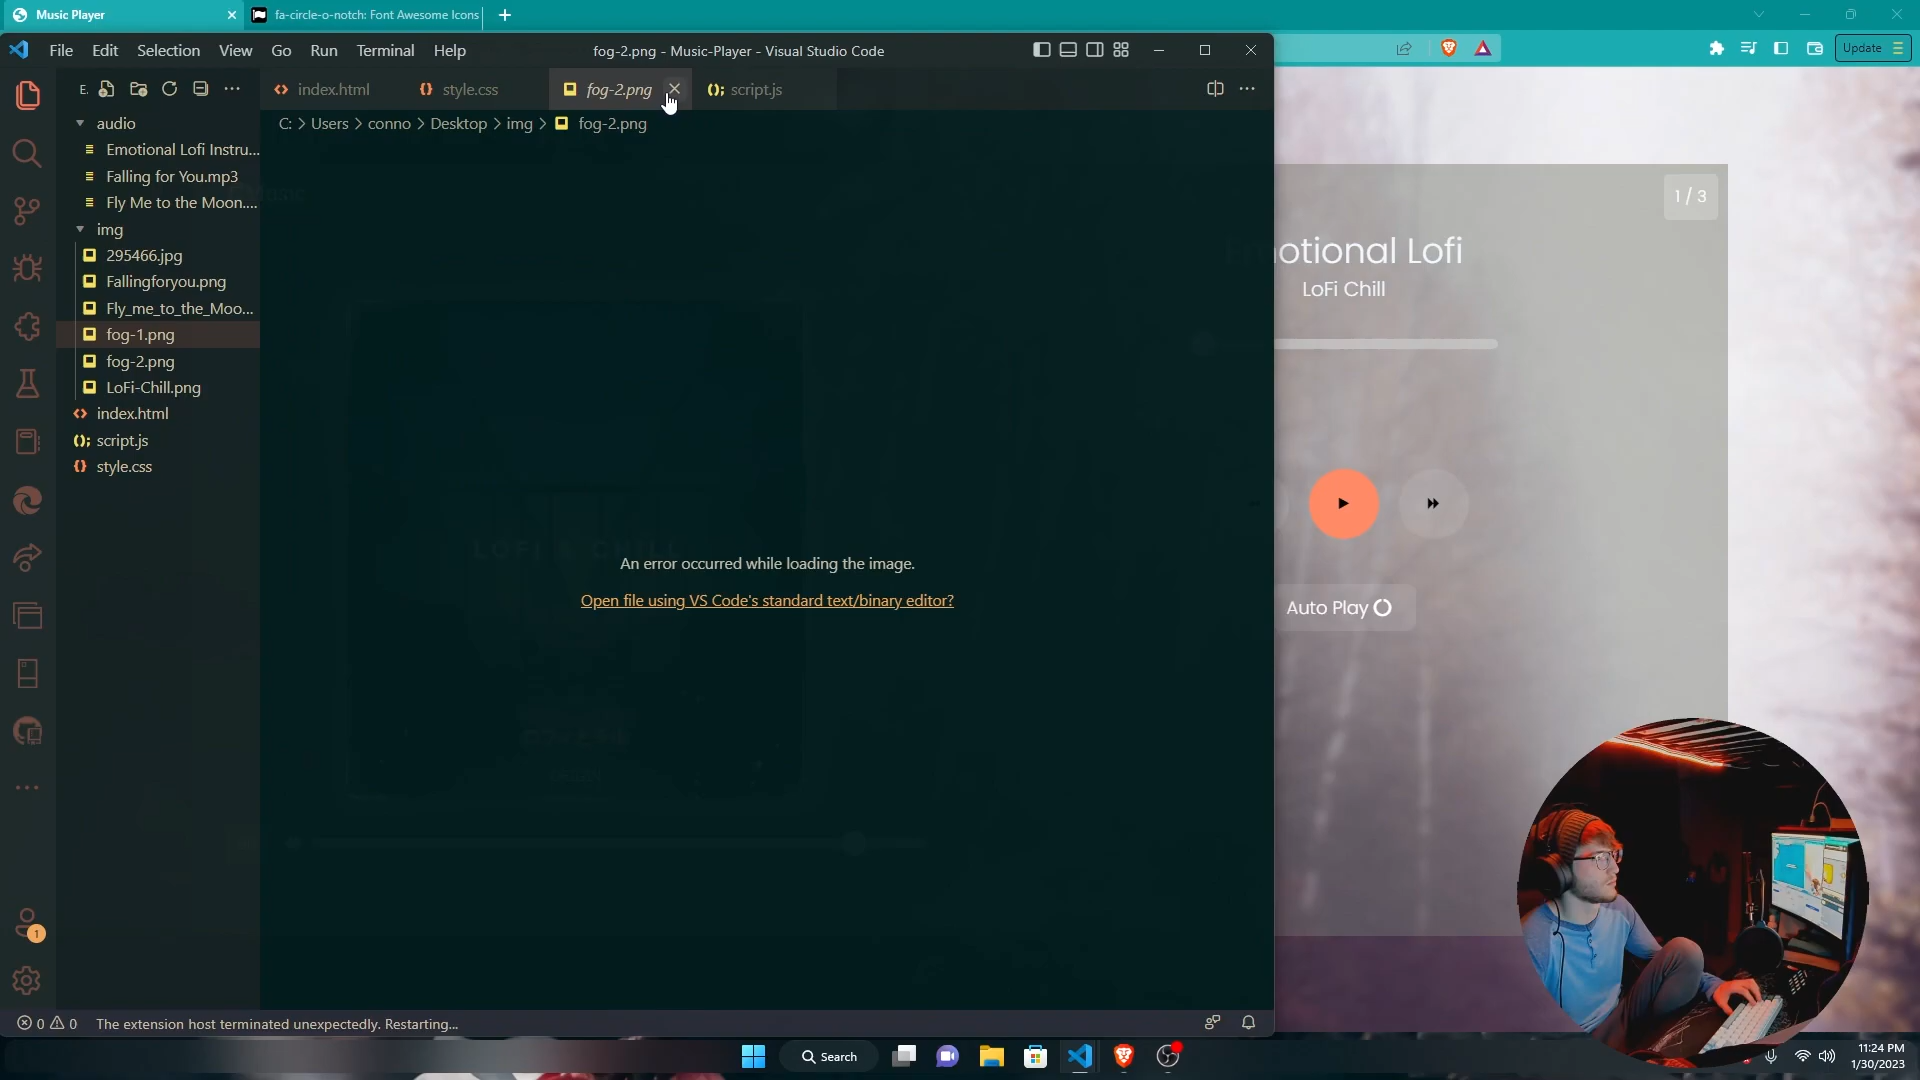 Music Player
fa-circle-o-notch: Font Awesome Icons
File Edit Selection View Go Run Terminal Help
fog-2.png - Music-Player - Visual Studio Code
Update
E.
index.html
style.css
fog-2.png
script.js
C: > Users > conno > Desktop > img > fog-2.png
audio
Emotional Lofi Instru...
Falling for You.mp3
Fly Me to the Moon....
img
295466.jpg
Fallingforyou.png
Fly_me_to_the_Moo...
fog-1.png
fog-2.png
LoFi-Chill.png
index.html
script.js
style.css
An error occurred while loading the image.
Open file using VS Code's standard text/binary editor?
1 / 3
Emotional Lofi
LoFi Chill
Auto Play
1
0 0 The extension host terminated unexpectedly. Restarting...
Search
11:24 PM
1/30/2023